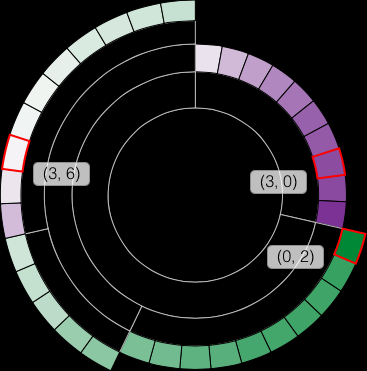 (3, 6)
(3, 0)
(0, 2)